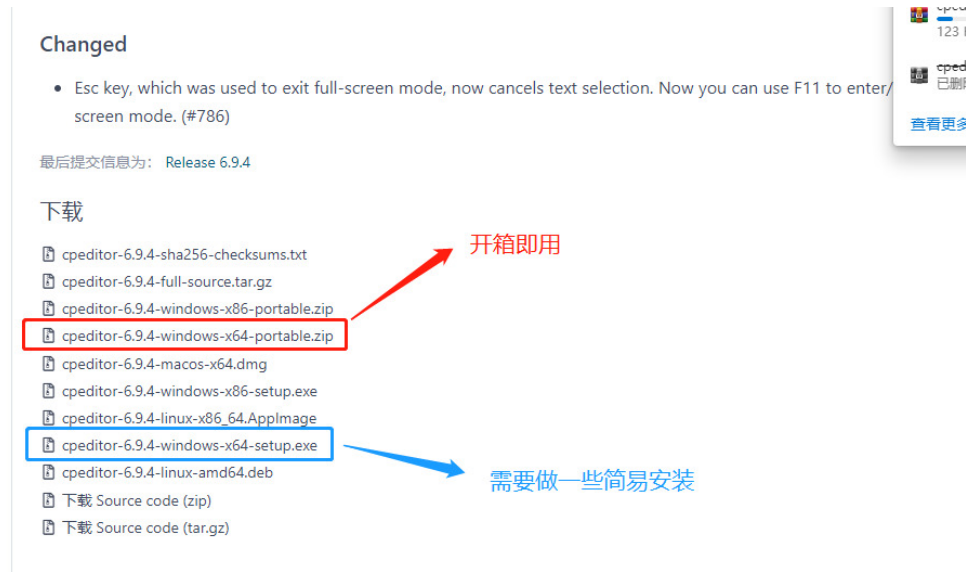 Changed
Esc key, which was used to exit full-screen mode, now cancels text selection. Now you can use F11 to enter/
screen mode. (#786)
最后提交信息为： Release 6.9.4
下载
cpeditor-6.9.4-sha256-checksums.txt
cpeditor-6.9.4-full-source.tar.gz
cpeditor-6.9.4-windows-x86-portable.zip
cpeditor-6.9.4-windows-x64-portable.zip
cpeditor-6.9.4-macos-x64.dmg
cpeditor-6.9.4-windows-x86-setup.exe
cpeditor-6.9.4-linux-x86_64.AppImage
cpeditor-6.9.4-windows-x64-setup.exe
cpeditor-6.9.4-linux-amd64.deb
下载 Source code (zip)
下载 Source code (tar.gz)
开箱即用
需要做一些简易安装
123
已删
查看更多